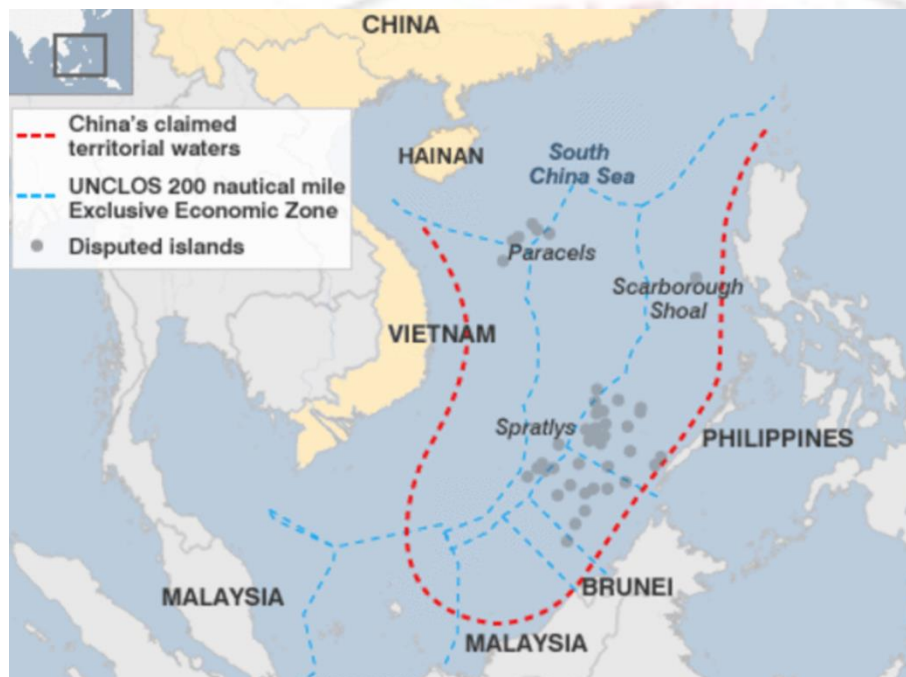 CHINA
China's claimed
territorial waters
UNCLOS 200 nautical mile
Exclusive Economic Zone
Disputed islands
HAINAN
South
China Sea
Paracels
Scarborough
Shoal
VIETNAM
Spratlys
PHILIPPINES
MALAYSIA
BRUNEI
MALAYSIA